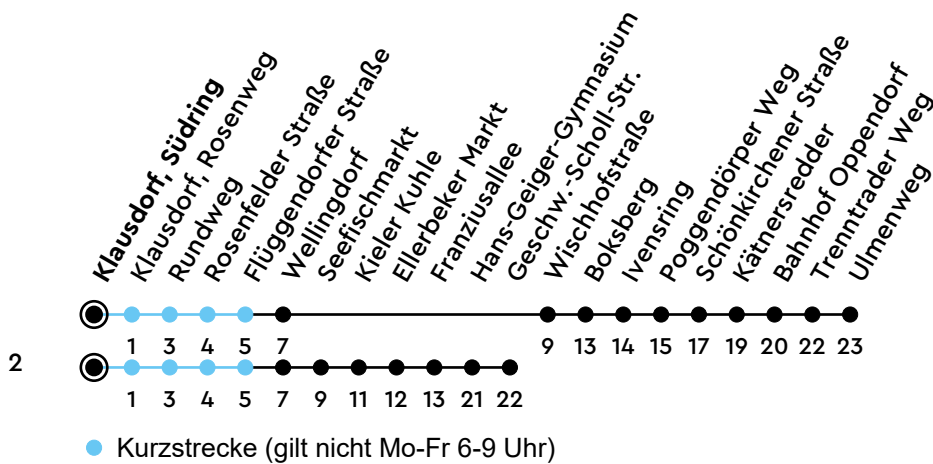 Klausdorf, Südring
Klausdorf, Rosenweg
Rundweg
Rosenfelder Straße
Flüggendorfer Straße
Wellingdorf
Seefischmarkt
Kieler Kuhle
Ellerbeker Markt
Franziusallee
Hans-Geiger-Gymnasium
Geschw.-Scholl-Str.
Wischhofstraße
Boksberg
Ivensring
Poggendörper Weg
Schönkirchener Straße
Kätnersredder
Bahnhof Oppendorf
Trenntrader Weg
Ulmenweg
1 3 4 5 7 9 13 14 15 17 19 20 22 23
2
1 3 4 5 7 9 11 12 13 21 22
Kurzstrecke (gilt nicht Mo-Fr 6-9 Uhr)